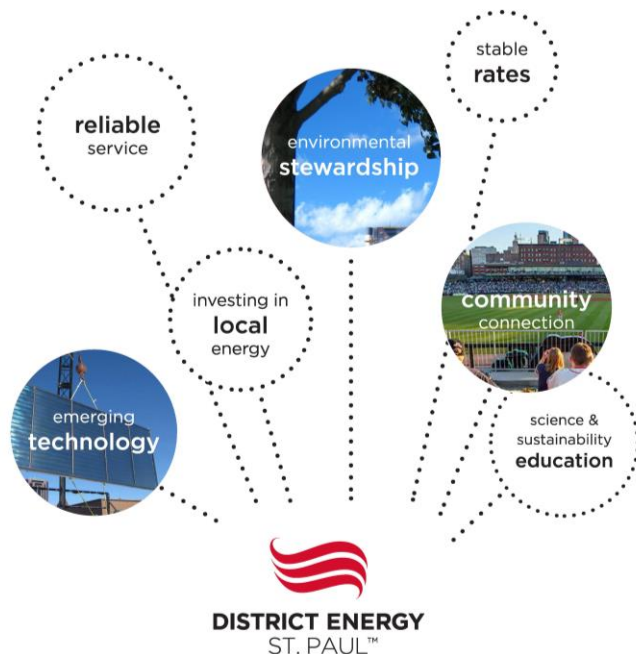 stable
rates
reliable
service
environmental
stewardship
investing in
local
energy
community
connection
emerging
technology
science &
sustainability
education
DISTRICT ENERGY
ST. PAUL™